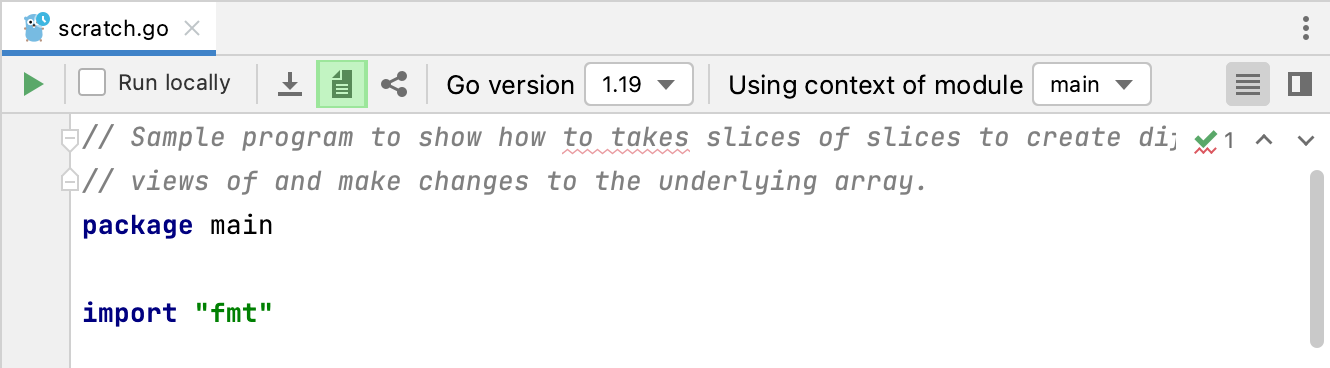 scratch.go
Run locally Go version 1.19 Using context of module main
// Sample program to show how to takes slices of slices to create
1
// views of and make changes to the underlying array.
package main
import "fmt"